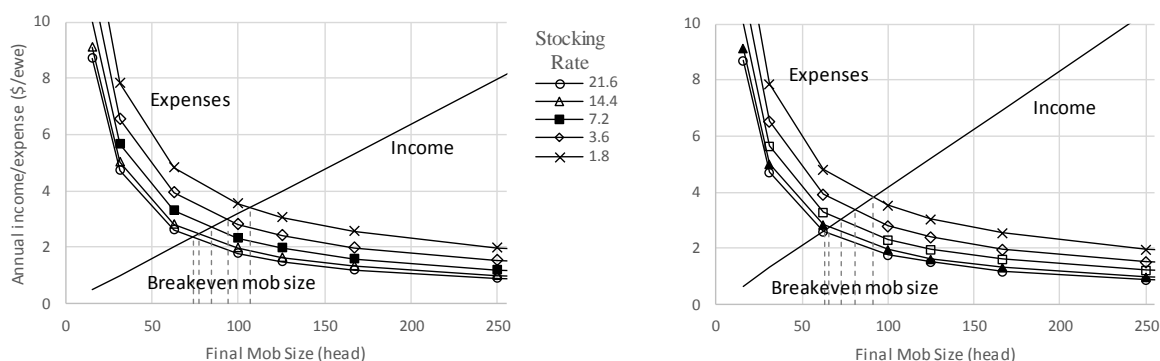 10
8
6
4
2
0
Annual income/expense ($/ewe)
Expenses
Income
Breakeven mob size
0 50 100 150 200 250
Final Mob Size (head)
Stocking
Rate
21.6
14.4
7.2
3.6
1.8
10
8
6
4
2
0
Expenses
Income
Breakeven mob size
0 50 100 150 200 250
Final Mob Size (head)